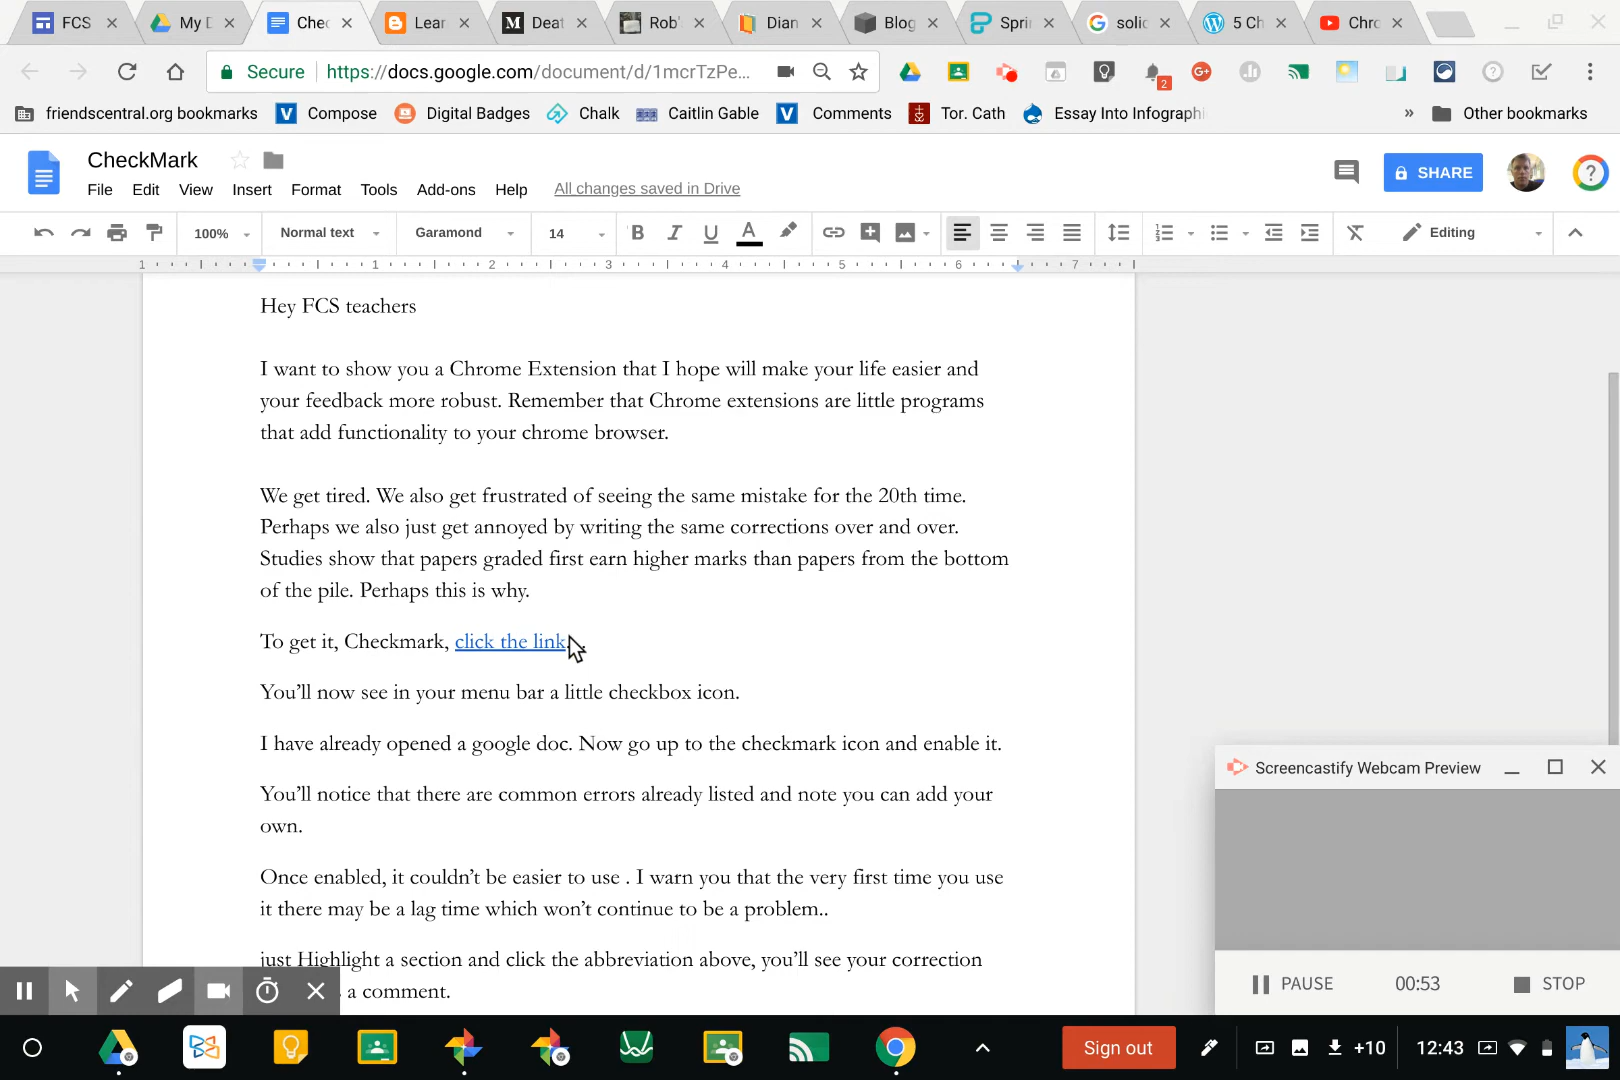 FCS
My D
Chec
Lear
Deat
Rob'
Dian
Blog
Sprin
solid
5 Ch
Chro
Secure
https://docs.google.com/document/d/1mcrTzPe...
2
friendscentral.org bookmarks
Compose
Digital Badges
Chalk
Caitlin Gable
Comments
Tor. Cath
Essay Into Infographi
»
Other bookmarks
CheckMark
SHARE
File Edit View Insert Format Tools Add-ons Help
All changes saved in Drive
100%
Normal text
Garamond
14
B I U A
Editing
1 1 2 3 4 5 6 7
Hey FCS teachers
I want to show you a Chrome Extension that I hope will make your life easier and
your feedback more robust. Remember that Chrome extensions are little programs
that add functionality to your chrome browser.
We get tired. We also get frustrated of seeing the same mistake for the 20th time.
Perhaps we also just get annoyed by writing the same corrections over and over.
Studies show that papers graded first earn higher marks than papers from the bottom
of the pile. Perhaps this is why.
To get it, Checkmark, click the link.
You'll now see in your menu bar a little checkbox icon.
I have already opened a google doc. Now go up to the checkmark icon and enable it.
You'll notice that there are common errors already listed and note you can add your
own.
Once enabled, it couldn't be easier to use . I warn you that the very first time you use
it there may be a lag time which won't continue to be a problem..
just Highlight a section and click the abbreviation above, you'll see your correction
a comment.
Screencastify Webcam Preview
PAUSE
00:53
STOP
Sign out
+10
12:43